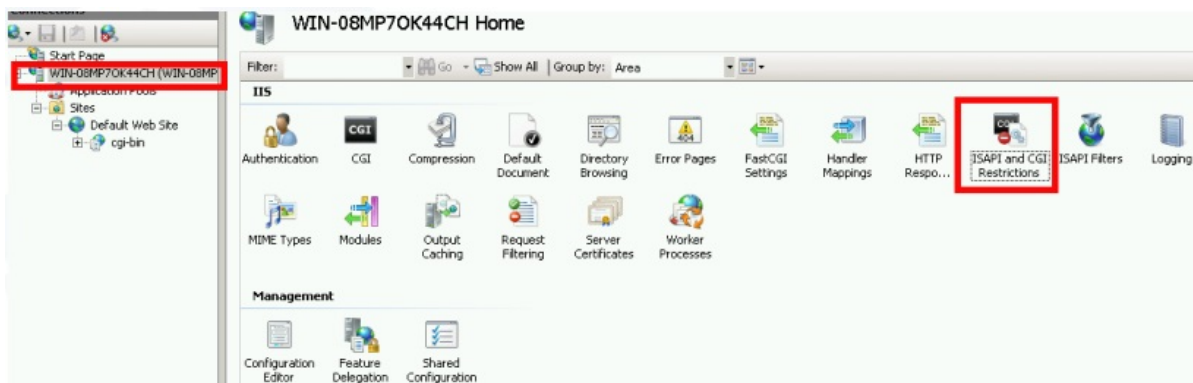 Connections
Start Page
WIN-08MP7OK44CH (WIN-08MP
Application Pools
Sites
Default Web Site
cgi-bin
WIN-08MP7OK44CH Home
Filter: Go Show All Group by: Area
IIS
Authentication CGI Compression Default Document Directory Browsing Error Pages FastCGI Settings Handler Mappings HTTP Respo... ISAPI and CGI Restrictions ISAPI Filters Logging
MIME Types Modules Output Caching Request Filtering Server Certificates Worker Processes
Management
Configuration Editor Feature Delegation Shared Configuration